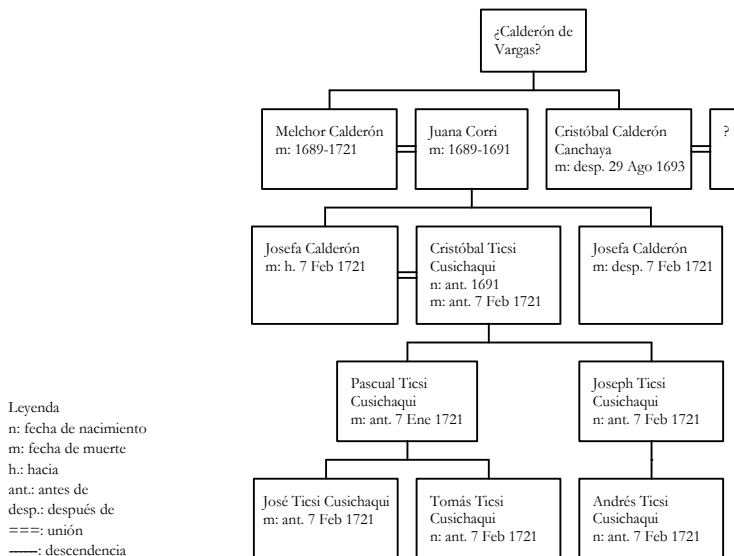 ¿Calderón de
Vargas?
Melchor Calderón
m: 1689-1721
Juana Corri
m: 1689-1691
Cristóbal Calderón
Canchaya
m: desp. 29 Ago 1693
?
Josefa Calderón
m: h. 7 Feb 1721
Cristóbal Ticsi
Cusichaqui
n: ant. 1691
m: ant. 7 Feb 1721
Josefa Calderón
m: desp. 7 Feb 1721
Pascual Ticsi
Cusichaqui
m: ant. 7 Ene 1721
Joseph Ticsi
Cusichaqui
n: ant. 7 Feb 1721
José Ticsi Cusichaqui
m: ant. 7 Feb 1721
Tomás Ticsi
Cusichaqui
n: ant. 7 Feb 1721
Andrés Ticsi
Cusichaqui
n: ant. 7 Feb 1721
Leyenda
n: fecha de nacimiento
m: fecha de muerte
h.: hacia
ant.: antes de
desp.: después de
===: unión
-----: descendencia